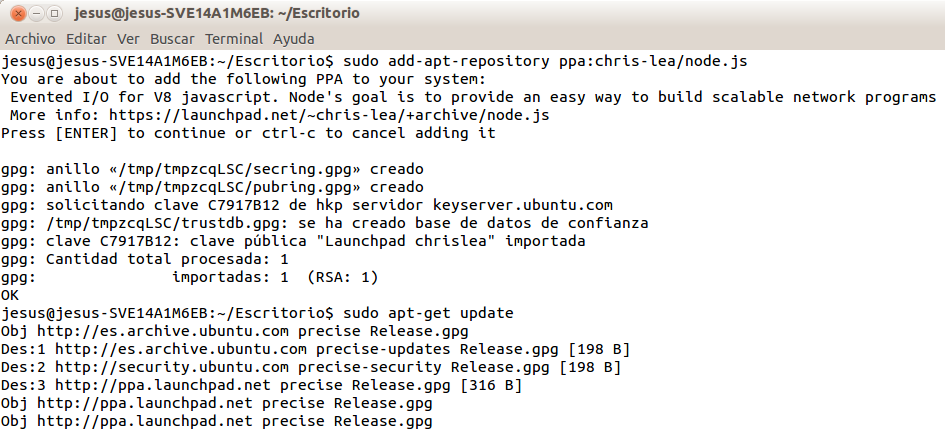 jesus@jesus-SVE14A1M6EB: ~/Escritorio
Archivo Editar Ver Buscar Terminal Ayuda
jesus@jesus-SVE14A1M6EB:~/Escritorio$ sudo add-apt-repository ppa:chris-lea/node.js
You are about to add the following PPA to your system:
 Evented I/O for V8 javascript. Node's goal is to provide an easy way to build scalable network programs
 More info: https://launchpad.net/~chris-lea/+archive/node.js
Press [ENTER] to continue or ctrl-c to cancel adding it

gpg: anillo «/tmp/tmpzcqLSC/secring.gpg» creado
gpg: anillo «/tmp/tmpzcqLSC/pubring.gpg» creado
gpg: solicitando clave C7917B12 de hkp servidor keyserver.ubuntu.com
gpg: /tmp/tmpzcqLSC/trustdb.gpg: se ha creado base de datos de confianza
gpg: clave C7917B12: clave pública "Launchpad chrislea" importada
gpg: Cantidad total procesada: 1
gpg:               importadas: 1  (RSA: 1)
OK
jesus@jesus-SVE14A1M6EB:~/Escritorio$ sudo apt-get update
Obj http://es.archive.ubuntu.com precise Release.gpg
Des:1 http://es.archive.ubuntu.com precise-updates Release.gpg [198 B]
Des:2 http://security.ubuntu.com precise-security Release.gpg [198 B]
Des:3 http://ppa.launchpad.net precise Release.gpg [316 B]
Obj http://ppa.launchpad.net precise Release.gpg
Obj http://ppa.launchpad.net precise Release.gpg